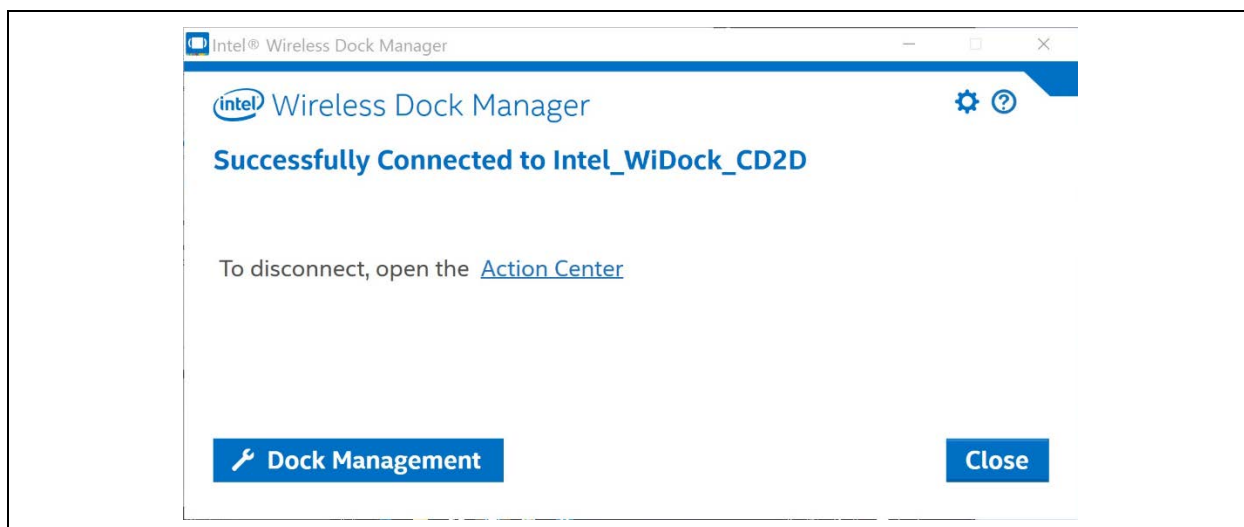 Intel® Wireless Dock Manager
intel Wireless Dock Manager
Successfully Connected to Intel_WiDock_CD2D
To disconnect, open the Action Center
Dock Management
Close